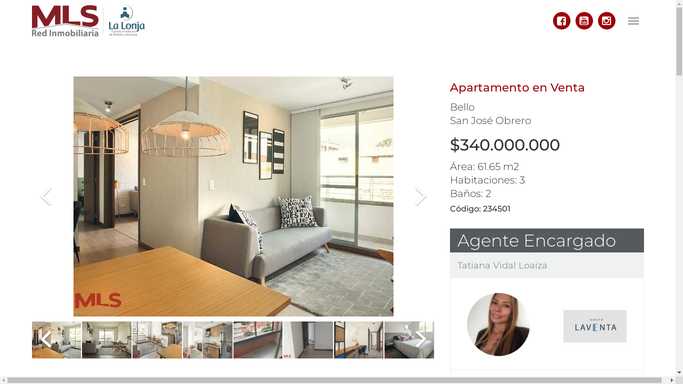 MLS
Red Inmobiliaria
La Lonja
Apartamento en Venta
Bello
San José Obrero
$340.000.000
Área: 61.65 m2
Habitaciones: 3
Baños: 2
Código: 234501
MLS
Agente Encargado
Tatiana Vidal Loaiza
LAVENTA